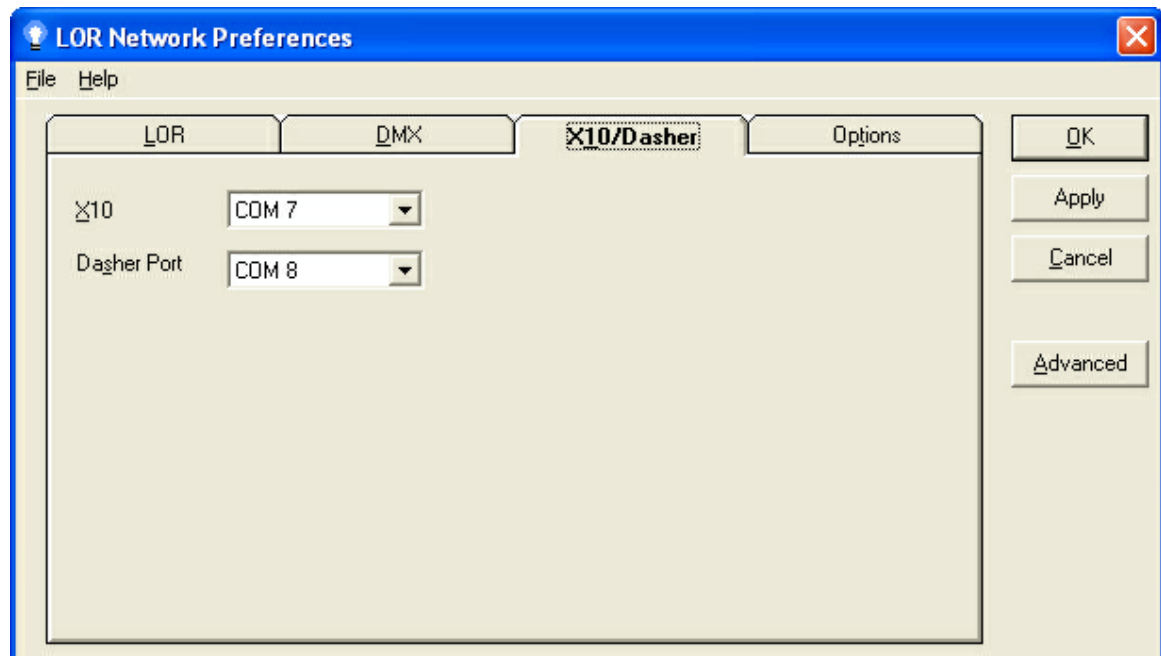 LOR Network Preferences
File Help
LOR DMX X10/Dasher Options
OK
X10 COM 7
Apply
Dasher Port COM 8
Cancel
Advanced